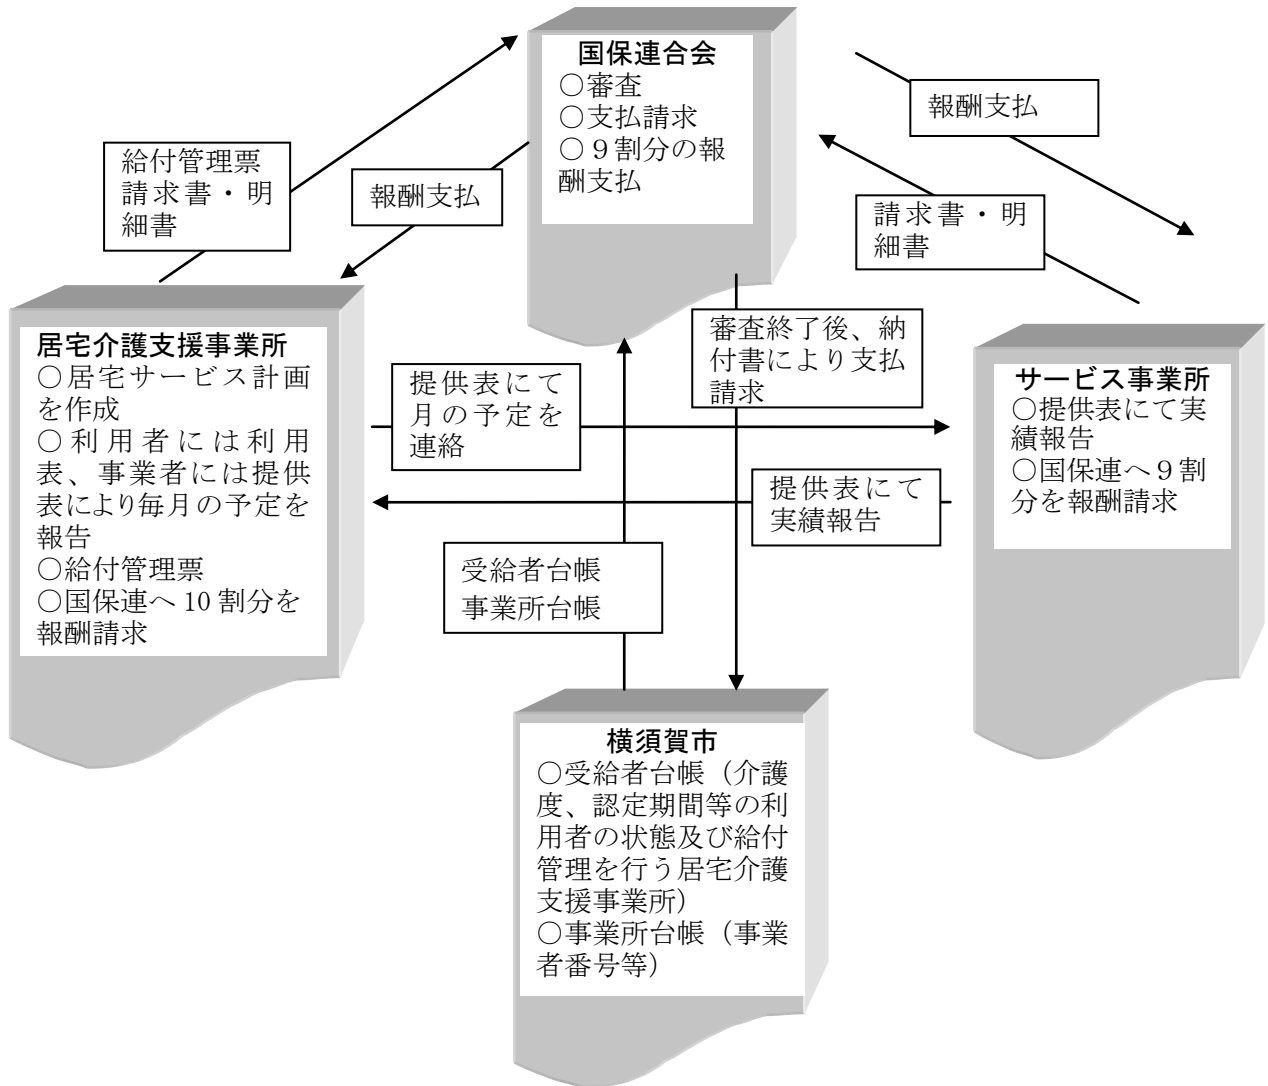 国保連合会
○審査
○支払請求
○９割分の報
酬支払
報酬支払
給付管理票
請求書・明
細書
報酬支払
請求書・明
細書
居宅介護支援事業所
○居宅サービス計画
を作成
○利用者には利用
表、事業者には提供
表により毎月の予定を
報告
○給付管理票
○国保連へ 10 割分を
報酬請求
審査終了後、納
付書により支払
請求
提供表にて
月の予定を
連絡
サービス事業所
○提供表にて実
績報告
○国保連へ９割
分を報酬請求
提供表にて
実績報告
受給者台帳
事業所台帳
横須賀市
○受給者台帳（介護
度、認定期間等の利
用者の状態及び給付
管理を行う居宅介護
支援事業所）
○事業所台帳（事業
者番号等）